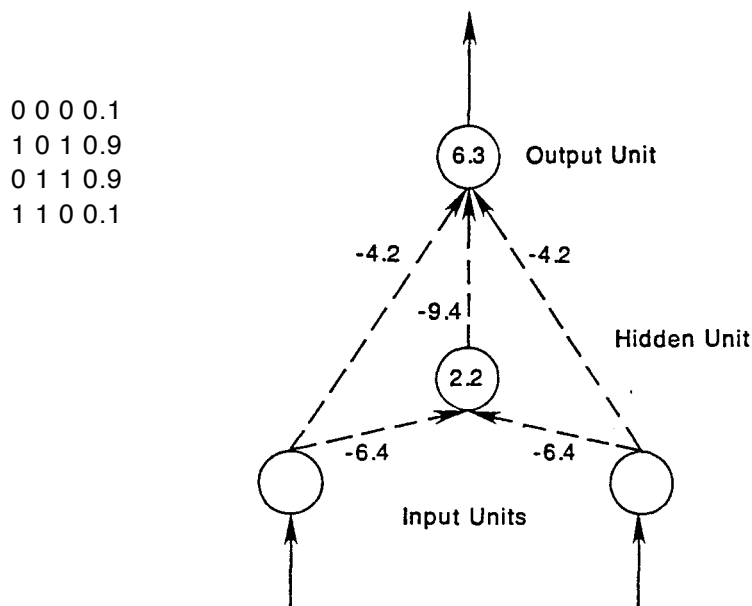 0 0 0 0.1
1 0 1 0.9
0 1 1 0.9
1 1 0 0.1
6.3
Output Unit
-4.2
-4.2
-9.4
Hidden Unit
2.2
-6.4
-6.4
Input Units